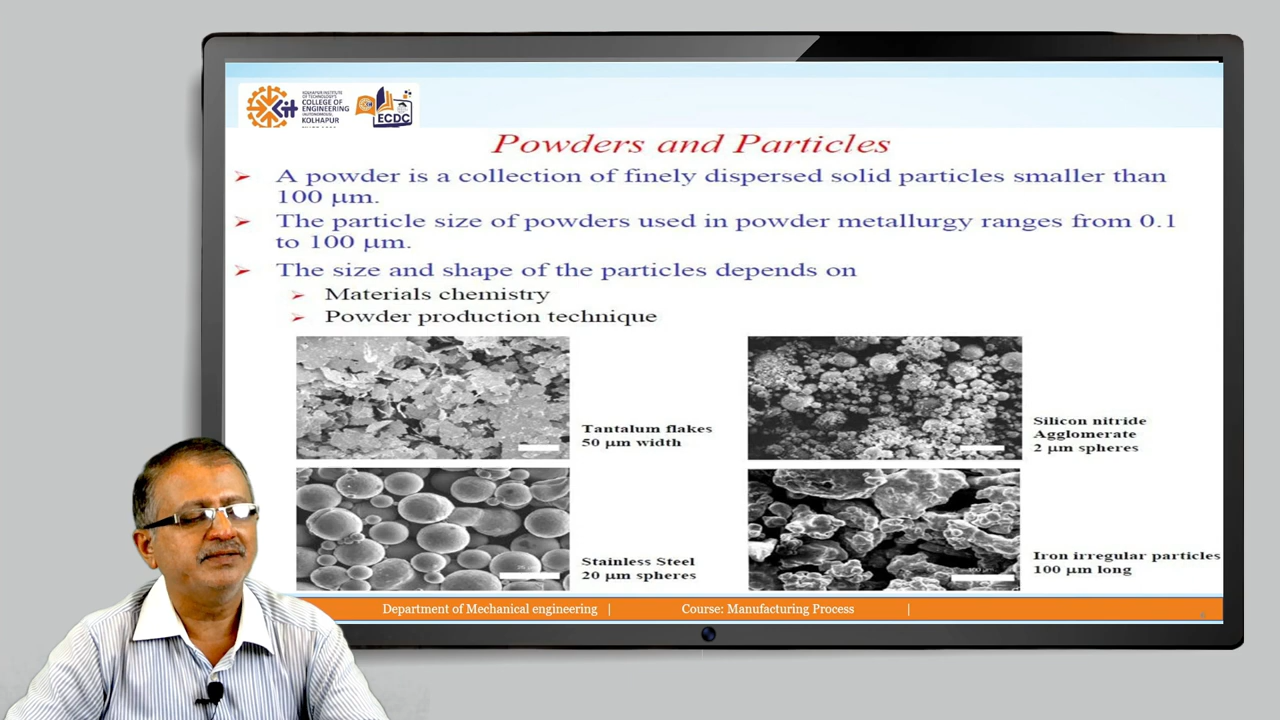 KOLHAPUR INSTITUTE
OF TECHNOLOGY'S
COLLEGE OF
ENGINEERING
(AUTONOMOUS),
KOLHAPUR
ECDC
Powders and Particles
➢ A powder is a collection of finely dispersed solid particles smaller than
100 µm.
➢ The particle size of powders used in powder metallurgy ranges from 0.1
to 100 µm.
➢ The size and shape of the particles depends on
➢ Materials chemistry
➢ Powder production technique
Tantalum flakes
50 µm width
Silicon nitride
Agglomerate
2 µm spheres
Stainless Steel
20 µm spheres
Iron irregular particles
100 µm long
Department of Mechanical engineering | Course: Manufacturing Process |